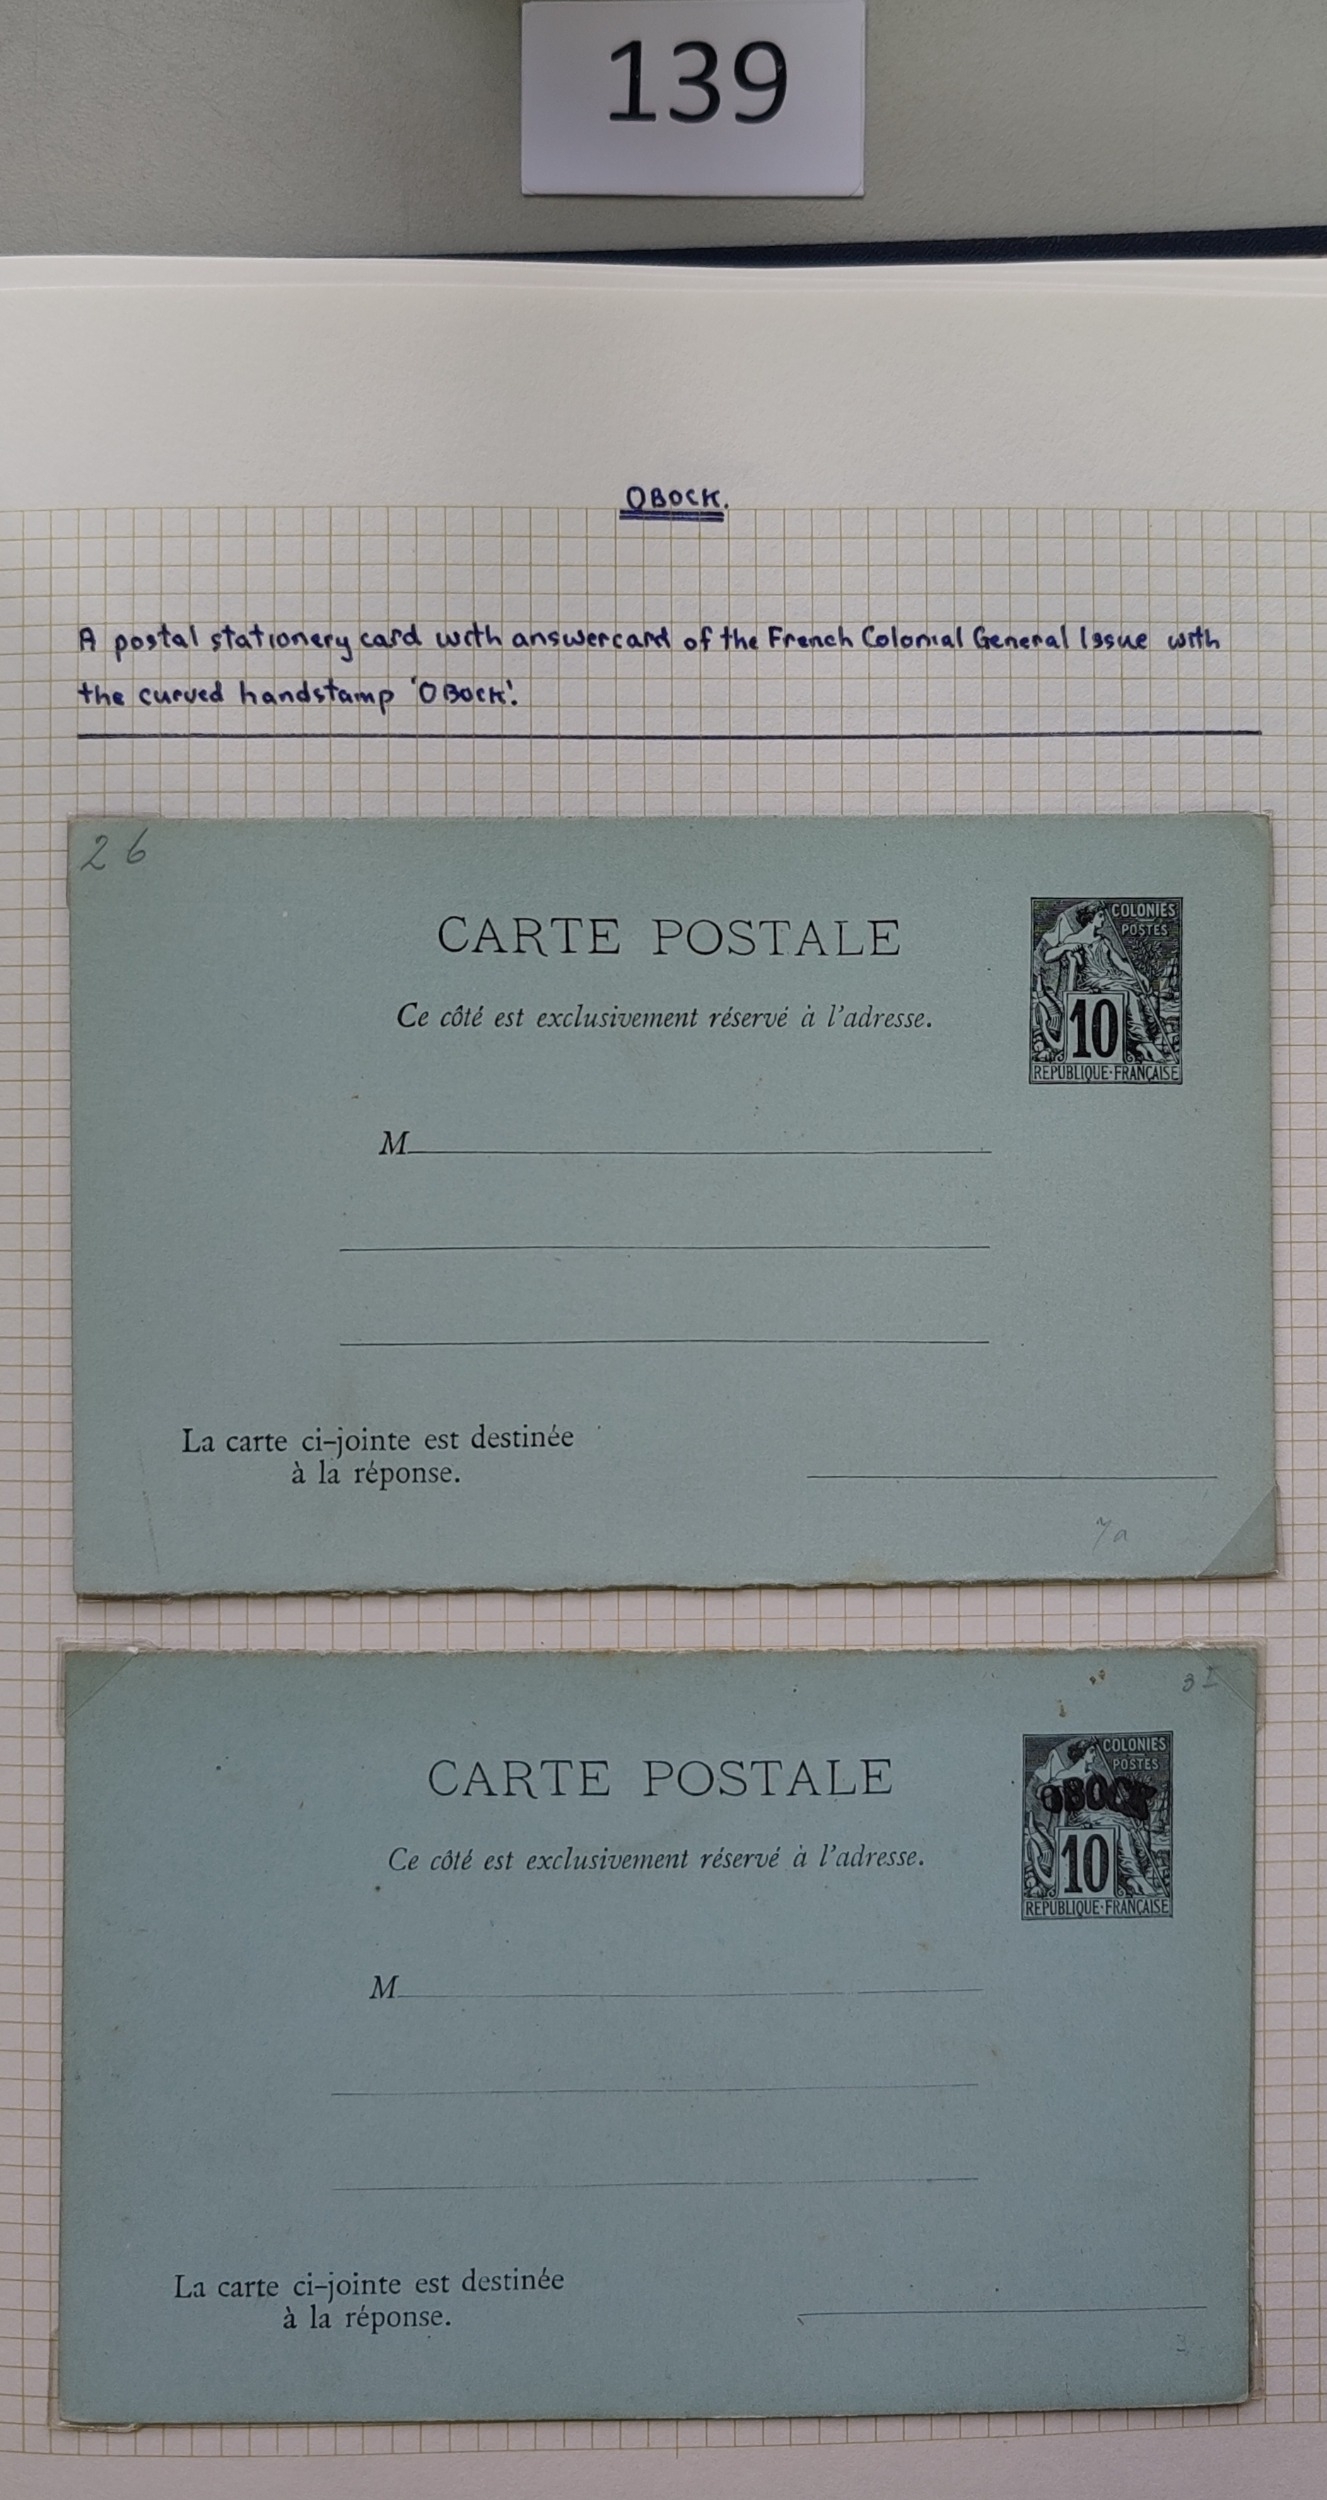 139
OBOCK.
A postal stationery card with answercard of the French Colonial General Issue with
the curved handstamp 'OBOCK'.
26
CARTE POSTALE
COLONIES
POSTES
Ce côté est exclusivement réservé à l'adresse.
10
REPUBLIQUE·FRANÇAISE
M
La carte ci-jointe est destinée
à la réponse.
7a
CARTE POSTALE
COLONIES
POSTES
OBOCK
Ce côté est exclusivement réservé à l'adresse.
10
REPUBLIQUE·FRANÇAISE
M
La carte ci-jointe est destinée
à la réponse.